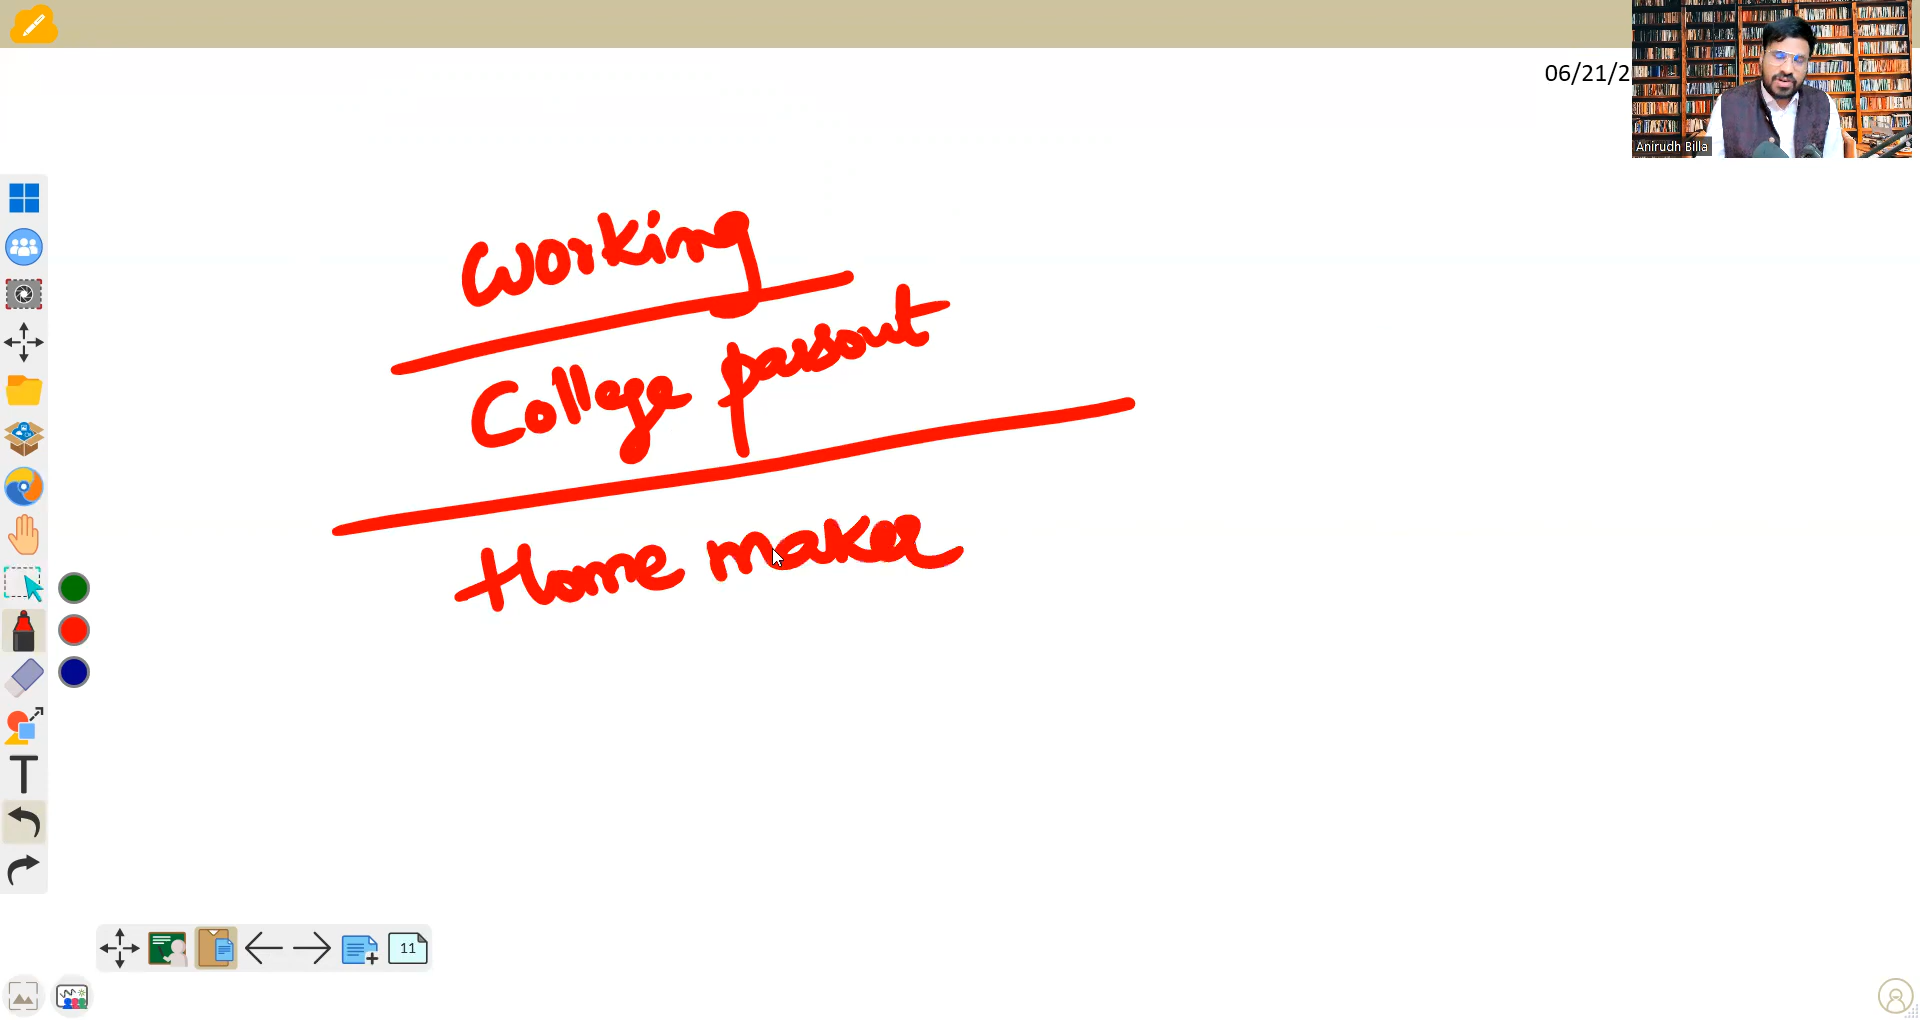 06/21/2
Anirudh Billa
Working
College passout
Home maker
11